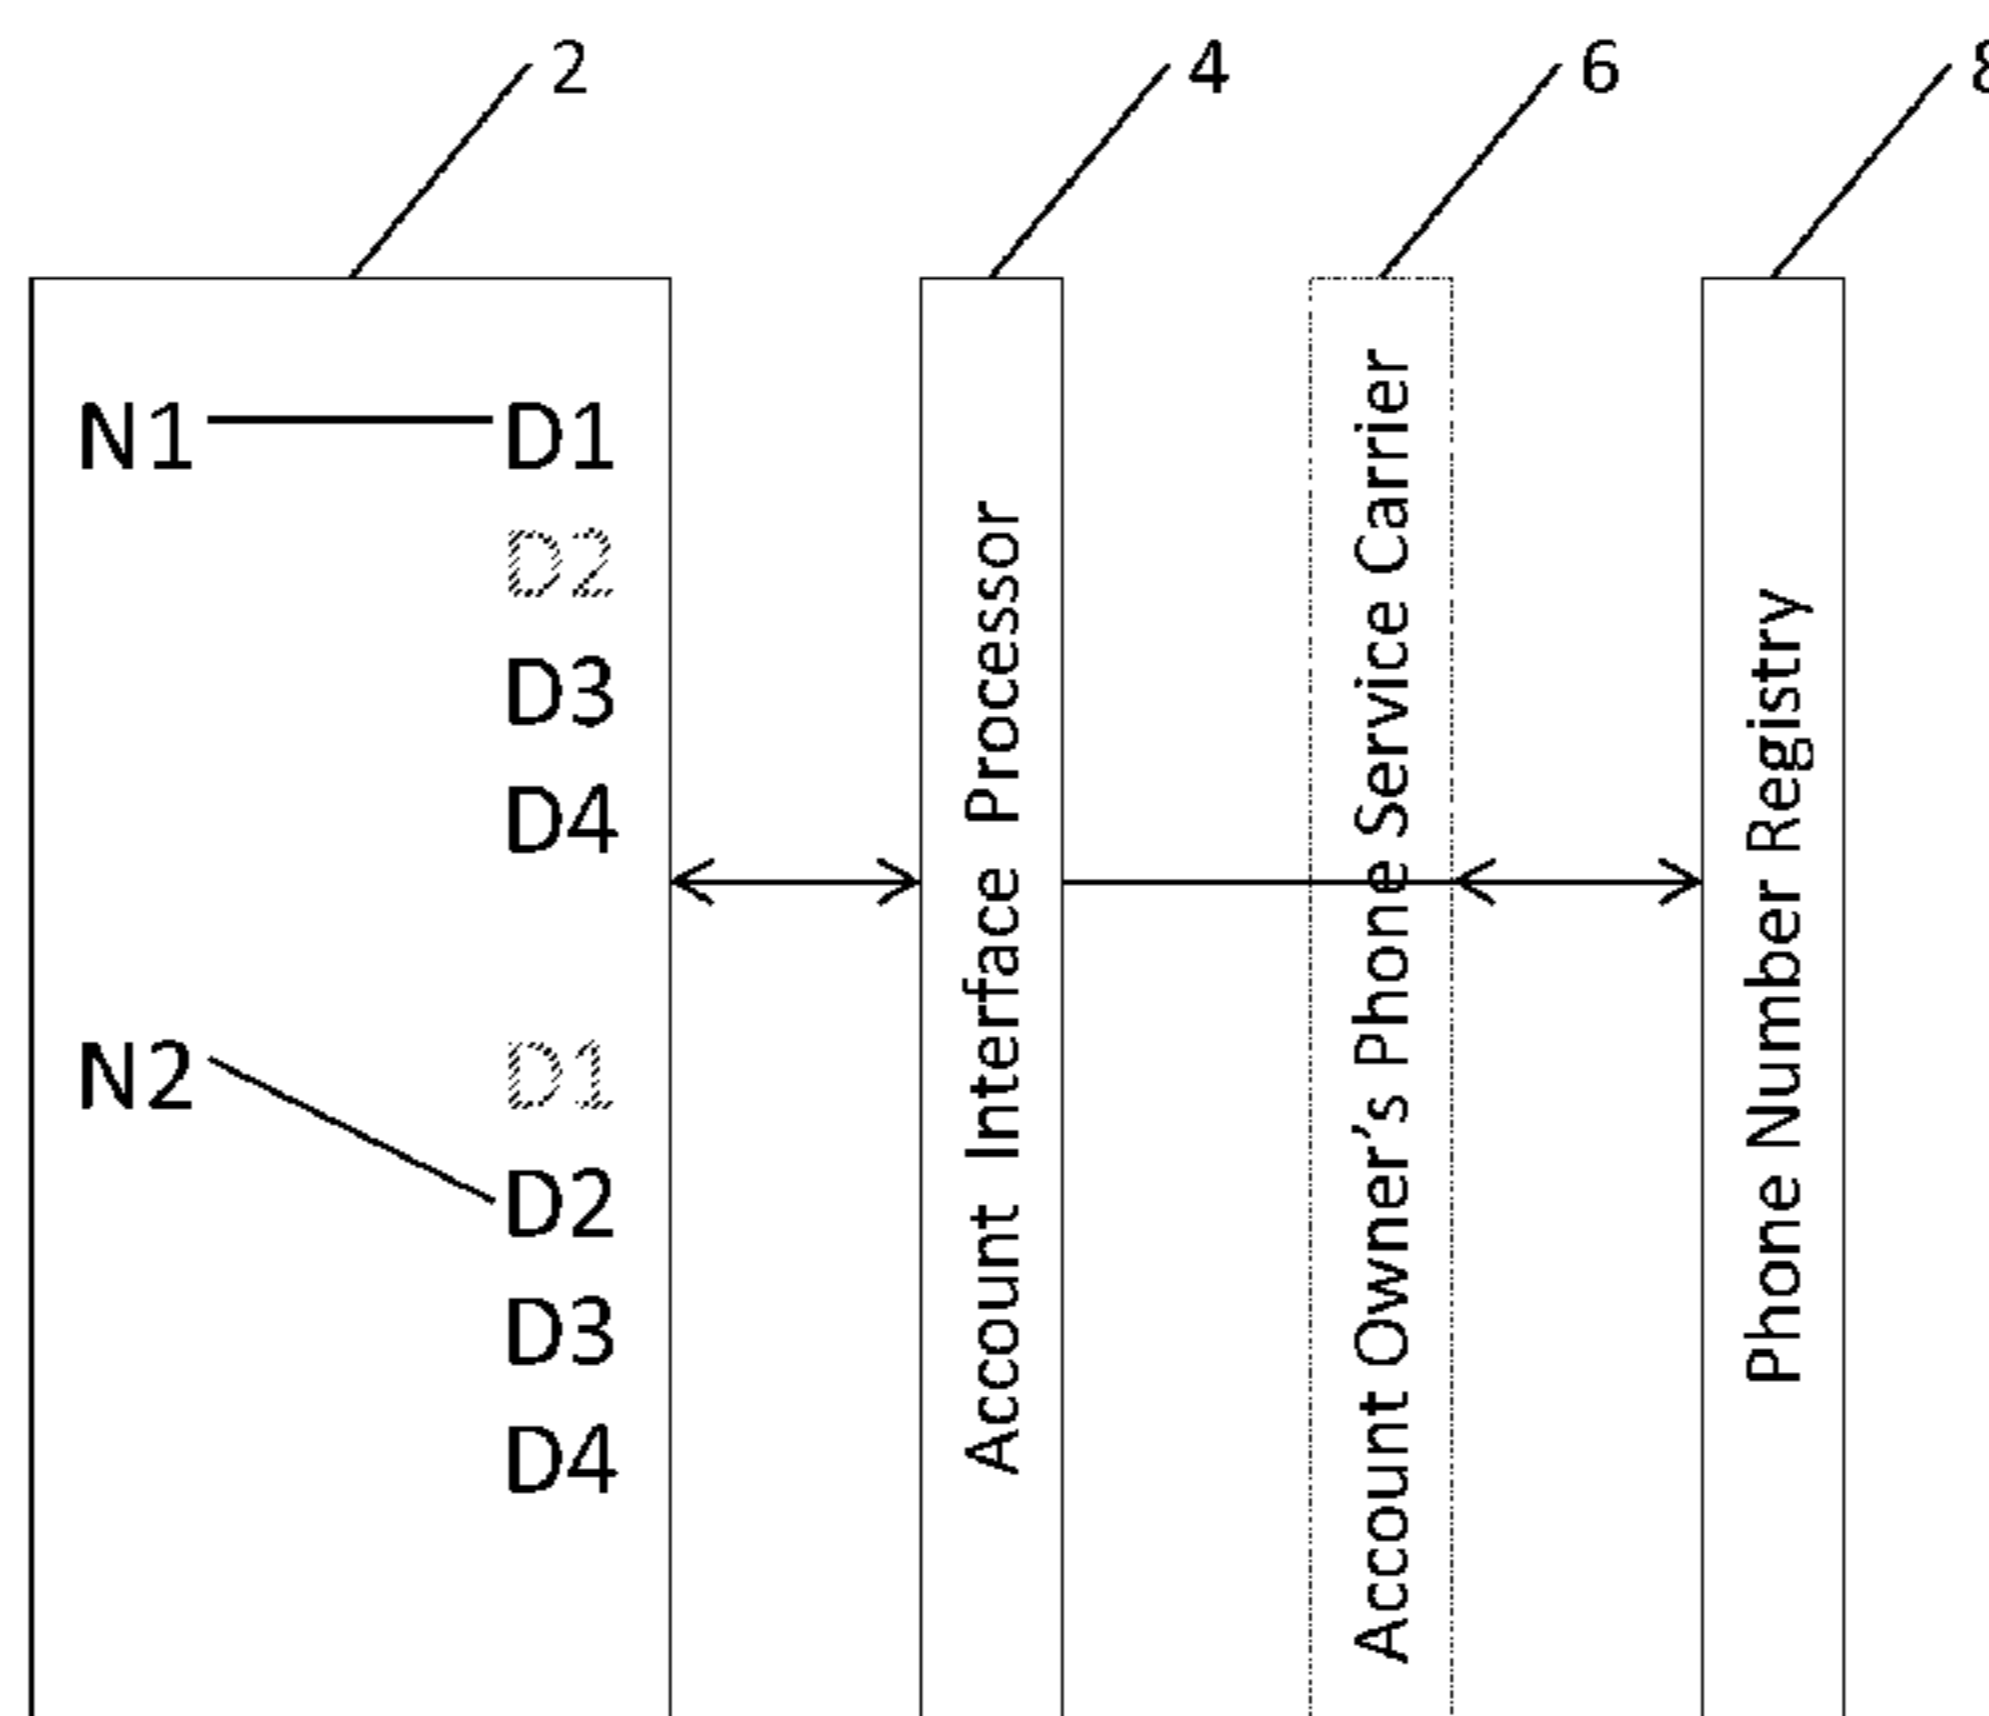 2
4
6
8
N1 D1
D2
D3
D4
N2 D1
D2
D3
D4
Account Interface Processor
Account Owner’s Phone Service Carrier
Phone Number Registry